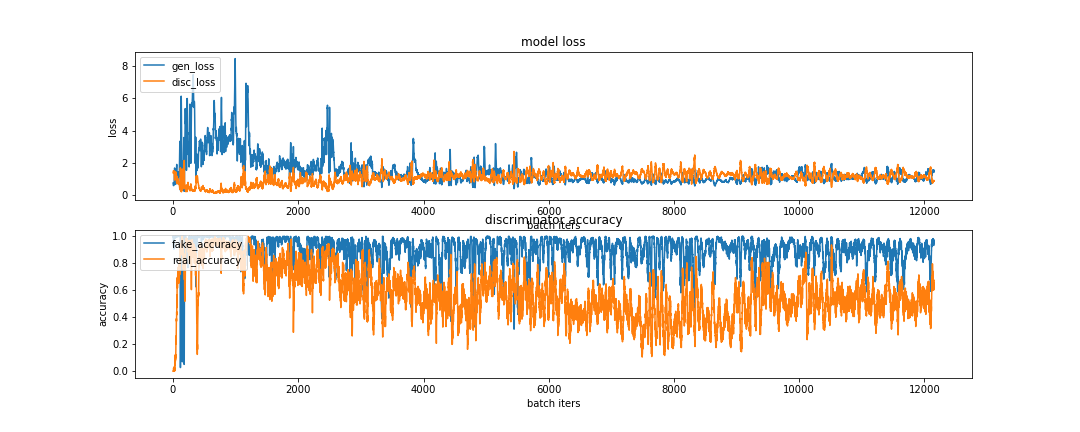 model loss
gen_loss
disc_loss
loss
8
6
4
2
0
0 2000 4000 6000 8000 10000 12000
batch iters
discriminator accuracy
fake_accuracy
real_accuracy
accuracy
1.0
0.8
0.6
0.4
0.2
0.0
0 2000 4000 6000 8000 10000 12000
batch iters